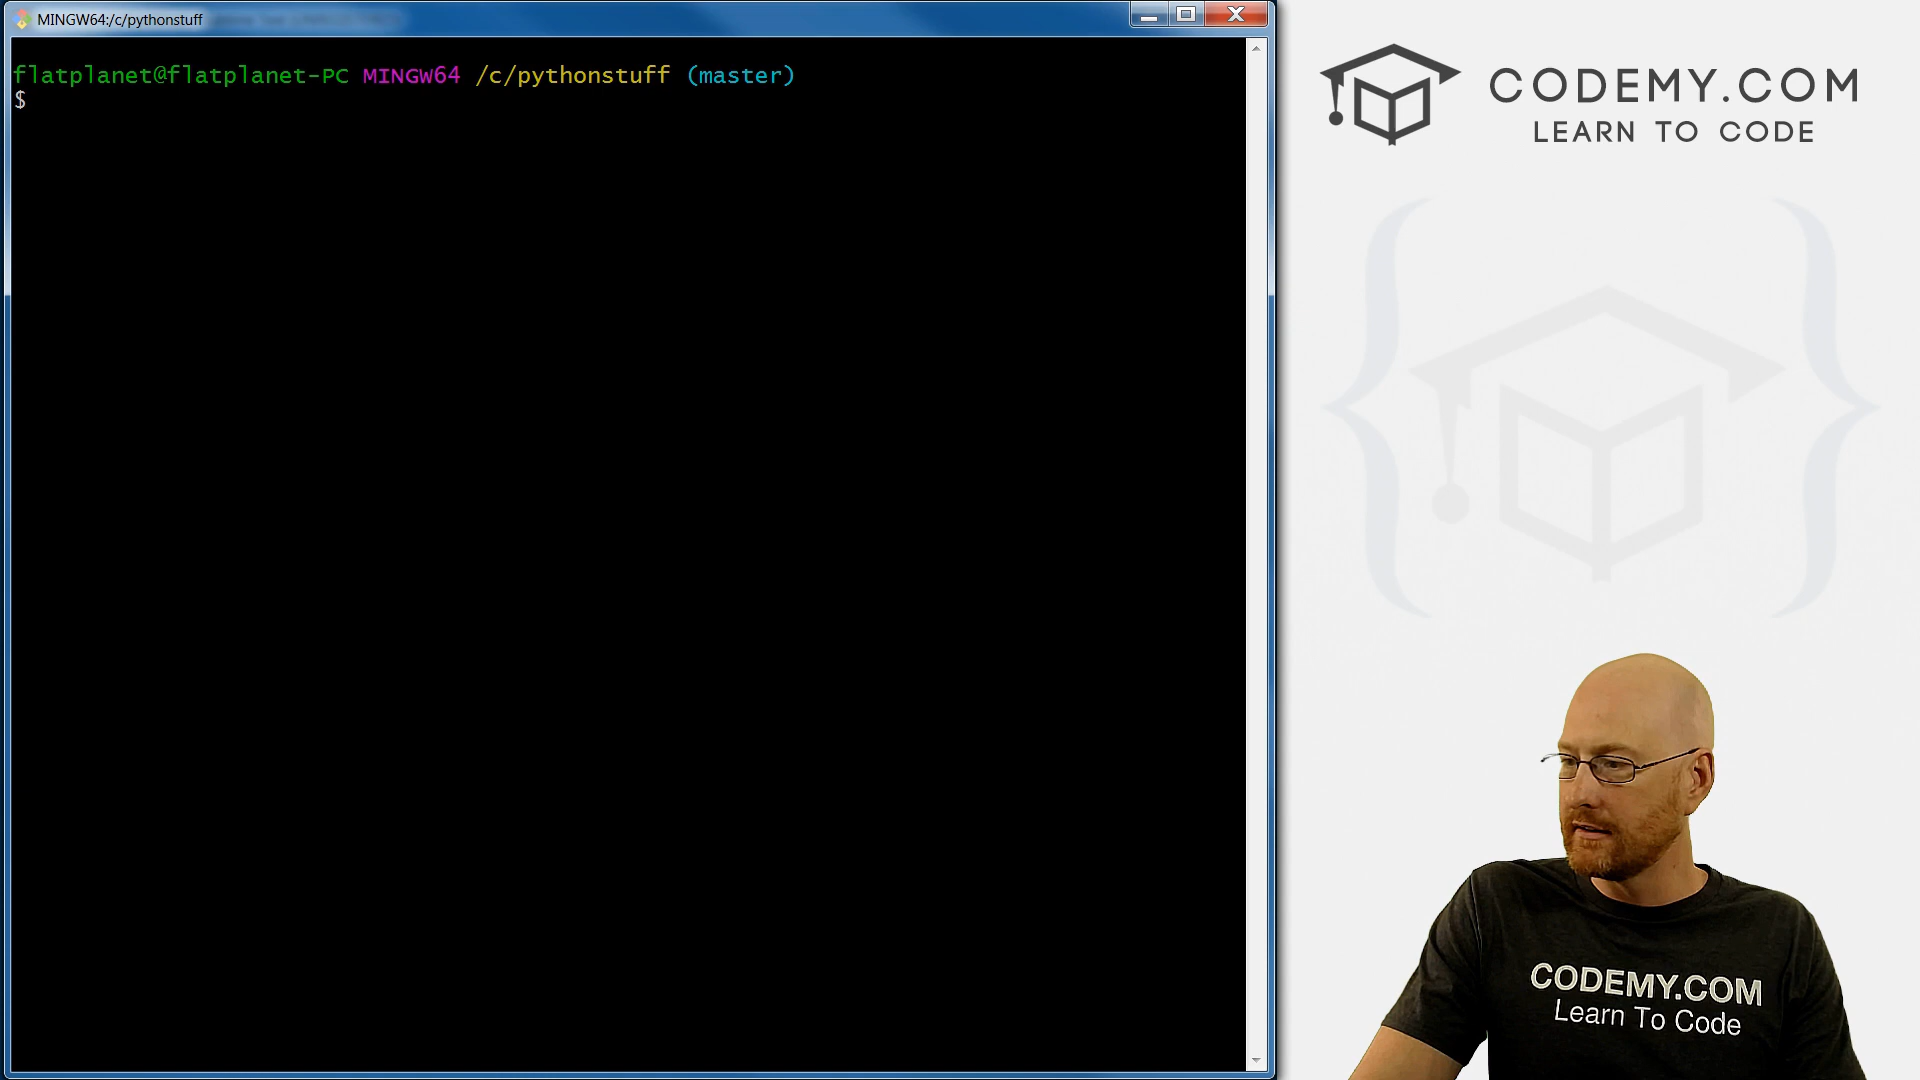 MINGW64:/c/pythonstuff
flatplanet@flatplanet-PC MINGW64 /c/pythonstuff (master)
$
CODEMY.COM
LEARN TO CODE
CODEMY.COM
Learn To Code